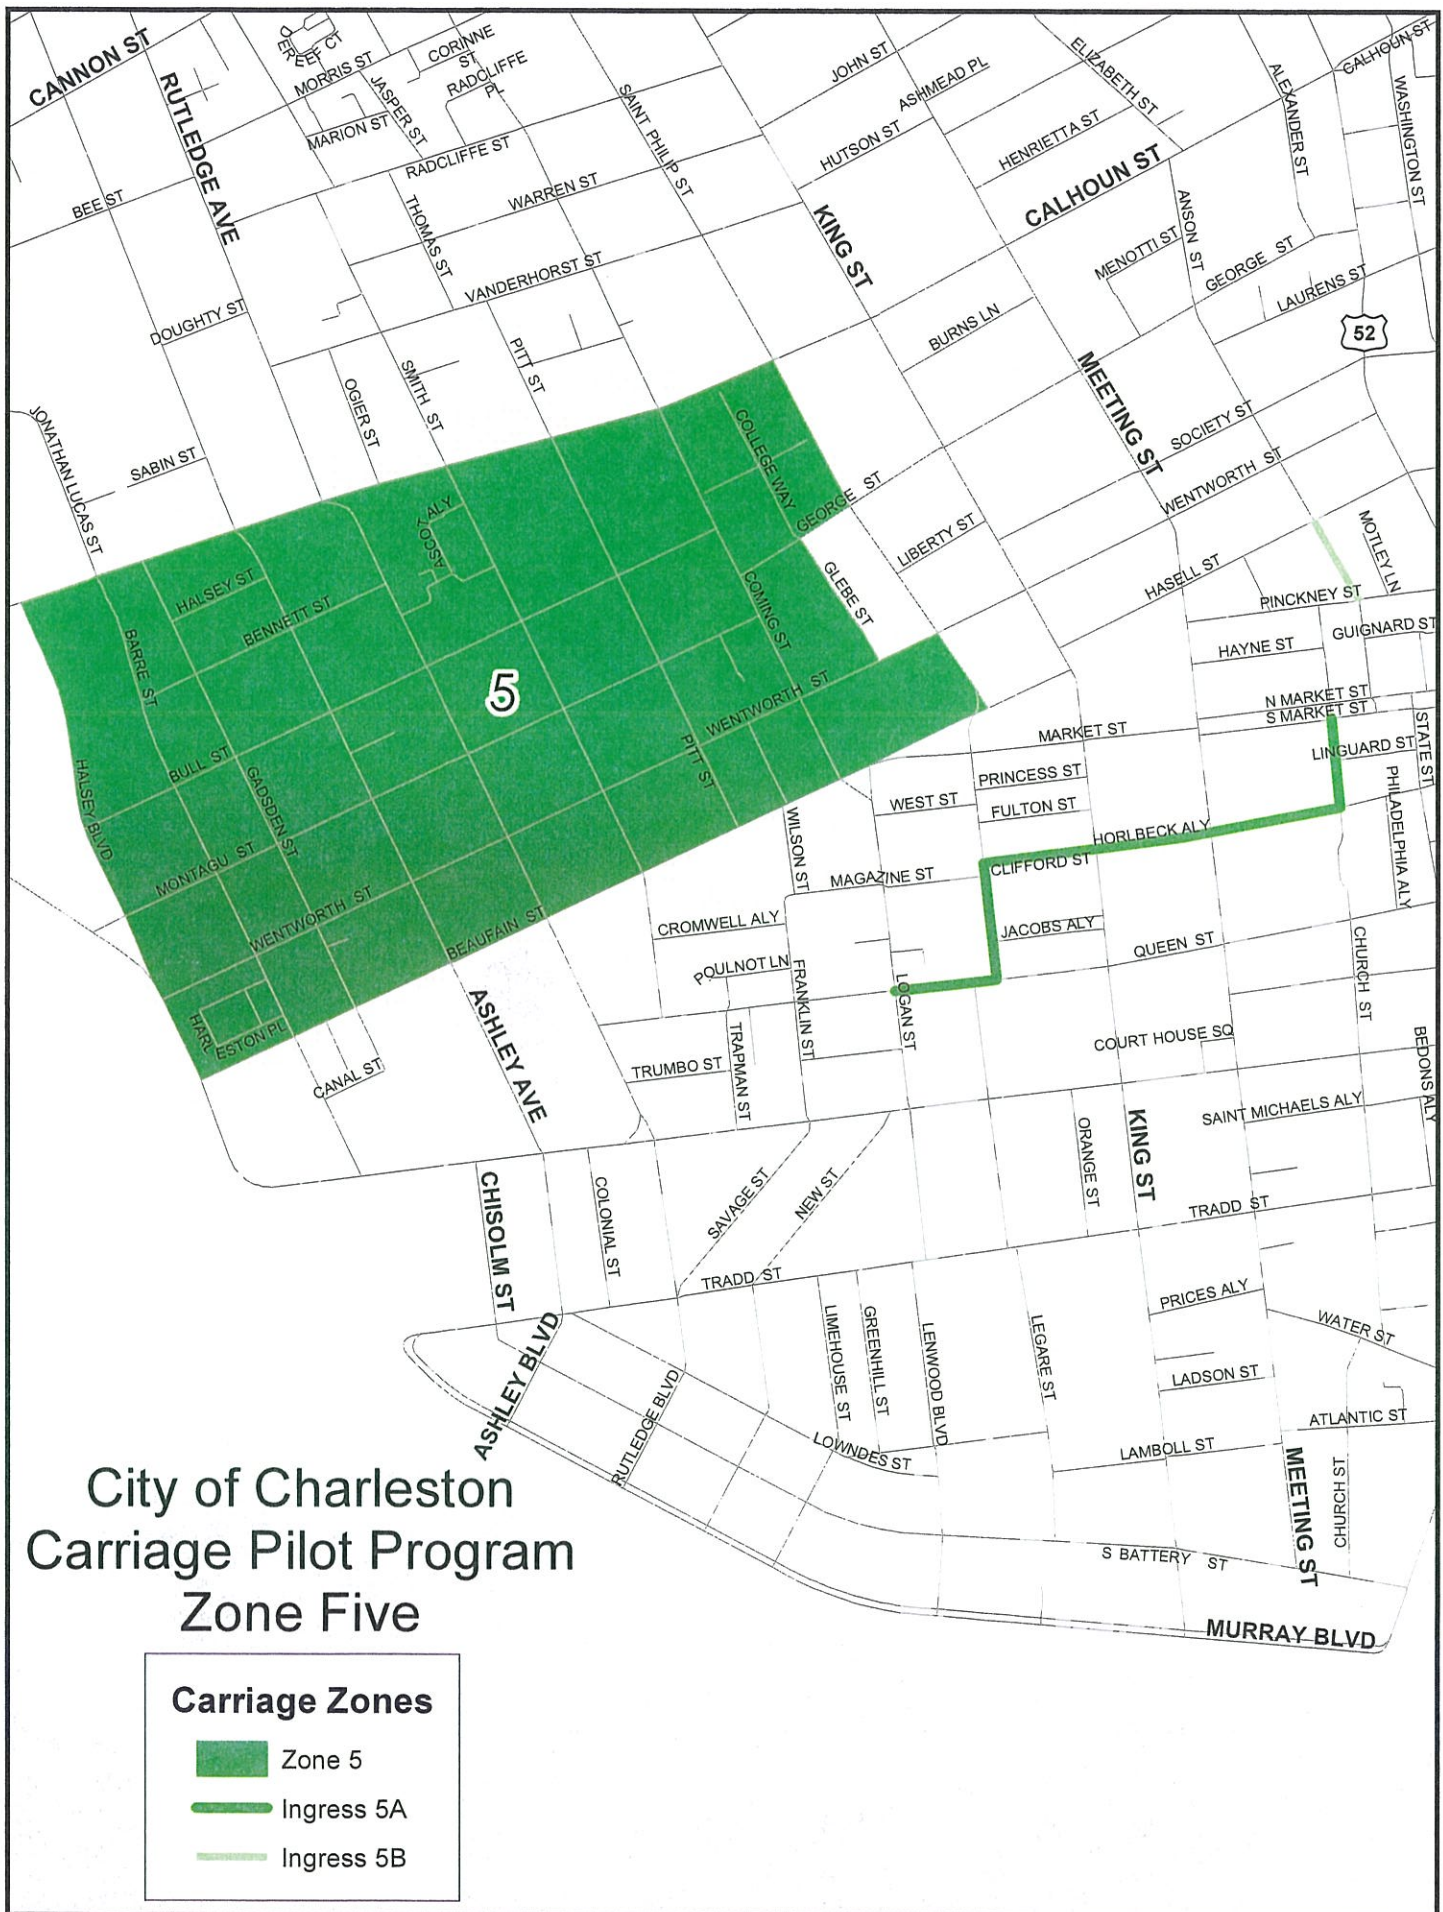 CANNON ST
RUTLEDGE AVE
DEREEF CT
MORRIS ST
CORINNE
ST
RADCLIFFE
PL
JASPER ST
MARION ST
RADCLIFFE ST
SAINT PHILIP ST
JOHN ST
ASHMEAD PL
ELIZABETH ST
ALEXANDER ST
CALHOUN ST
WASHINGTON ST
HUTSON ST
HENRIETTA ST
CALHOUN ST
BEE ST
THOMAS ST
WARREN ST
VANDERHORST ST
KING ST
ANSON ST
MENOTTI ST
GEORGE ST
LAURENS ST
52
DOUGHTY ST
BURNS LN
PITT ST
SMITH ST
OGIER ST
MEETING ST
JONATHAN LUCAS ST
SABIN ST
COLLEGE WAY
SOCIETY ST
WENTWORTH ST
ASCOT ALY
GEORGE ST
LIBERTY ST
MOTLEY LN
HALSEY ST
BENNETT ST
GLEBE ST
HASELL ST
PINCKNEY ST
COMING ST
BARRE ST
HAYNE ST
GUIGNARD ST
5
WENTWORTH ST
N MARKET ST
S MARKET ST
MARKET ST
STATE ST
LINGUARD ST
BULL ST
GADSDEN ST
PITT ST
HALSEY BLVD
PRINCESS ST
WEST ST
FULTON ST
PHILADELPHIA ALY
HORLBECK ALY
WILSON ST
CLIFFORD ST
MAGAZINE ST
MONTAGU ST
WENTWORTH ST
BEAUFAIN ST
CROMWELL ALY
JACOBS ALY
QUEEN ST
CHURCH ST
POULNOT LN
FRANKLIN ST
LOGAN ST
ASHLEY AVE
HARLESTON PL
CANAL ST
TRAPMAN ST
TRUMBO ST
COURT HOUSE SQ
BEDONS ALY
SAINT MICHAELS ALY
ORANGE ST
KING ST
CHISOLM ST
COLONIAL ST
SAVAGE ST
NEW ST
TRADD ST
TRADD ST
PRICES ALY
WATER ST
LIMEHOUSE ST
GREENHILL ST
LENWOOD BLVD
LEGARE ST
ASHLEY BLVD
RUTLEDGE BLVD
LADSON ST
ATLANTIC ST
LOWNDES ST
LAMBOLL ST
MEETING ST
CHURCH ST
S BATTERY ST
MURRAY BLVD
City of Charleston
Carriage Pilot Program
Zone Five
Carriage Zones
Zone 5
Ingress 5A
Ingress 5B